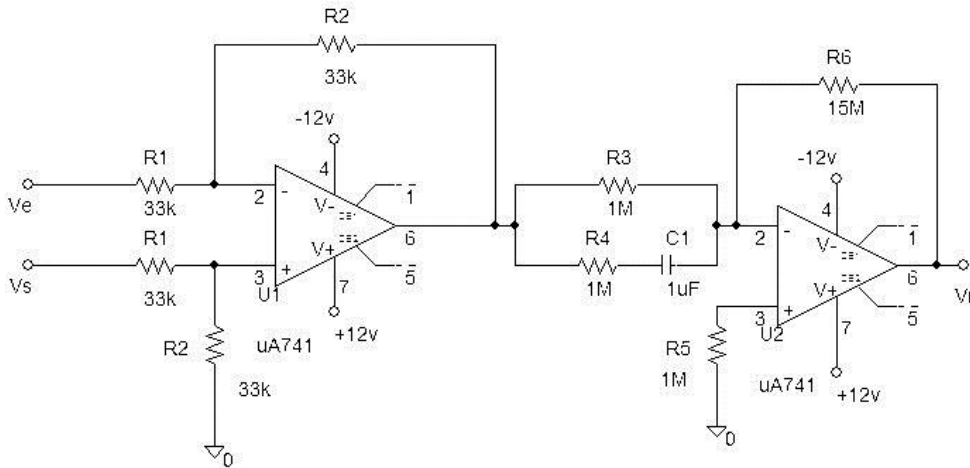 R2
33k
-12v
4
R1
33k
Ve
2
-
V-
1
6
V+
5
R1
33k
Vs
3
+
U1
7
+12v
uA741
R2
33k
0
R3
1M
R4
1M
C1
1uF
R6
15M
-12v
4
2
-
V-
1
6
V+
5
3
+
U2
7
+12v
uA741
R5
1M
0